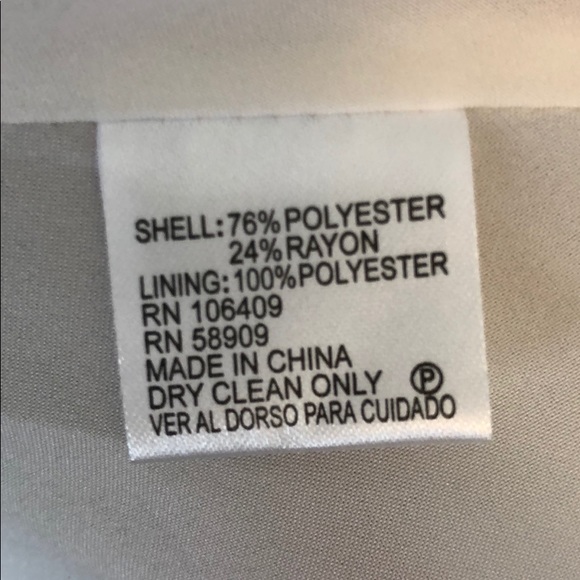 SHELL: 76% POLYESTER
24% RAYON
LINING: 100% POLYESTER
RN 106409
RN 58909
MADE IN CHINA
DRY CLEAN ONLY Ⓟ
VER AL DORSO PARA CUIDADO